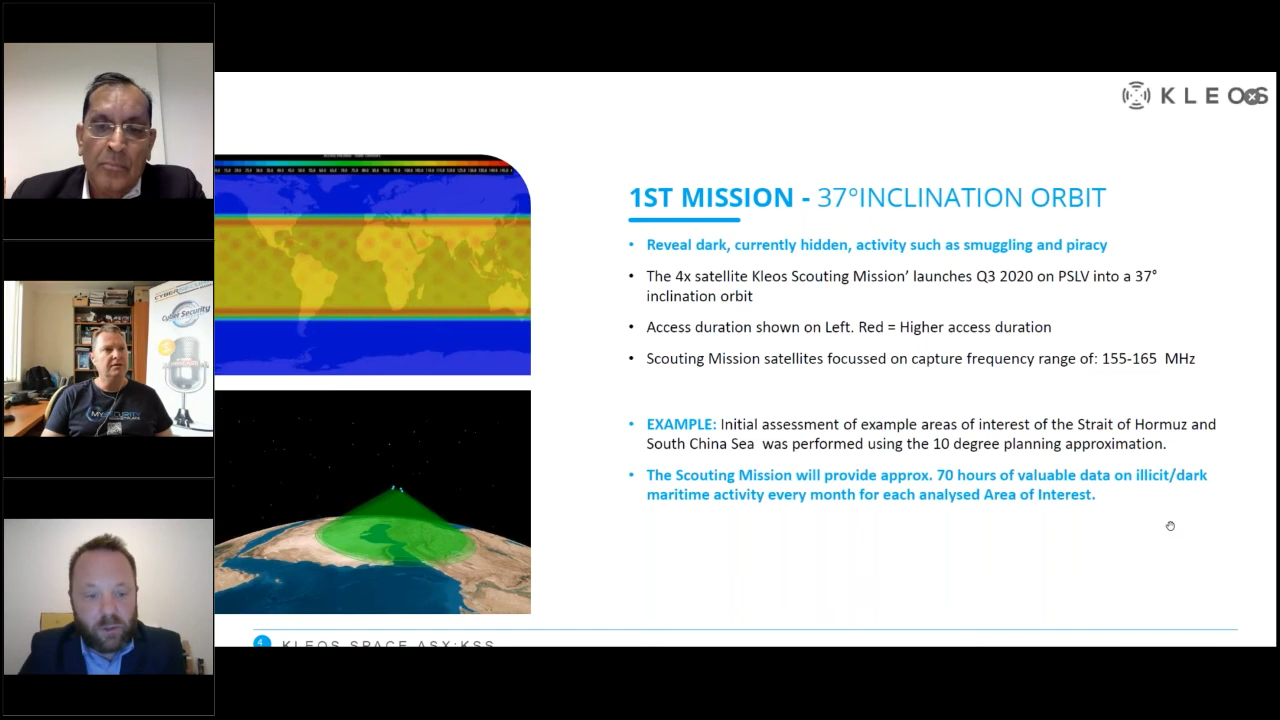 KLEOS
1ST MISSION - 37°INCLINATION ORBIT
• Reveal dark, currently hidden, activity such as smuggling and piracy
• The 4x satellite Kleos Scouting Mission’ launches Q3 2020 on PSLV into a 37°
inclination orbit
• Access duration shown on Left. Red = Higher access duration
• Scouting Mission satellites focussed on capture frequency range of: 155-165 MHz
• EXAMPLE: Initial assessment of example areas of interest of the Strait of Hormuz and
South China Sea was performed using the 10 degree planning approximation.
• The Scouting Mission will provide approx. 70 hours of valuable data on illicit/dark
maritime activity every month for each analysed Area of Interest.
Cyber Security
MYSECURITY
4
KLEOS SPACE ASX:KSS